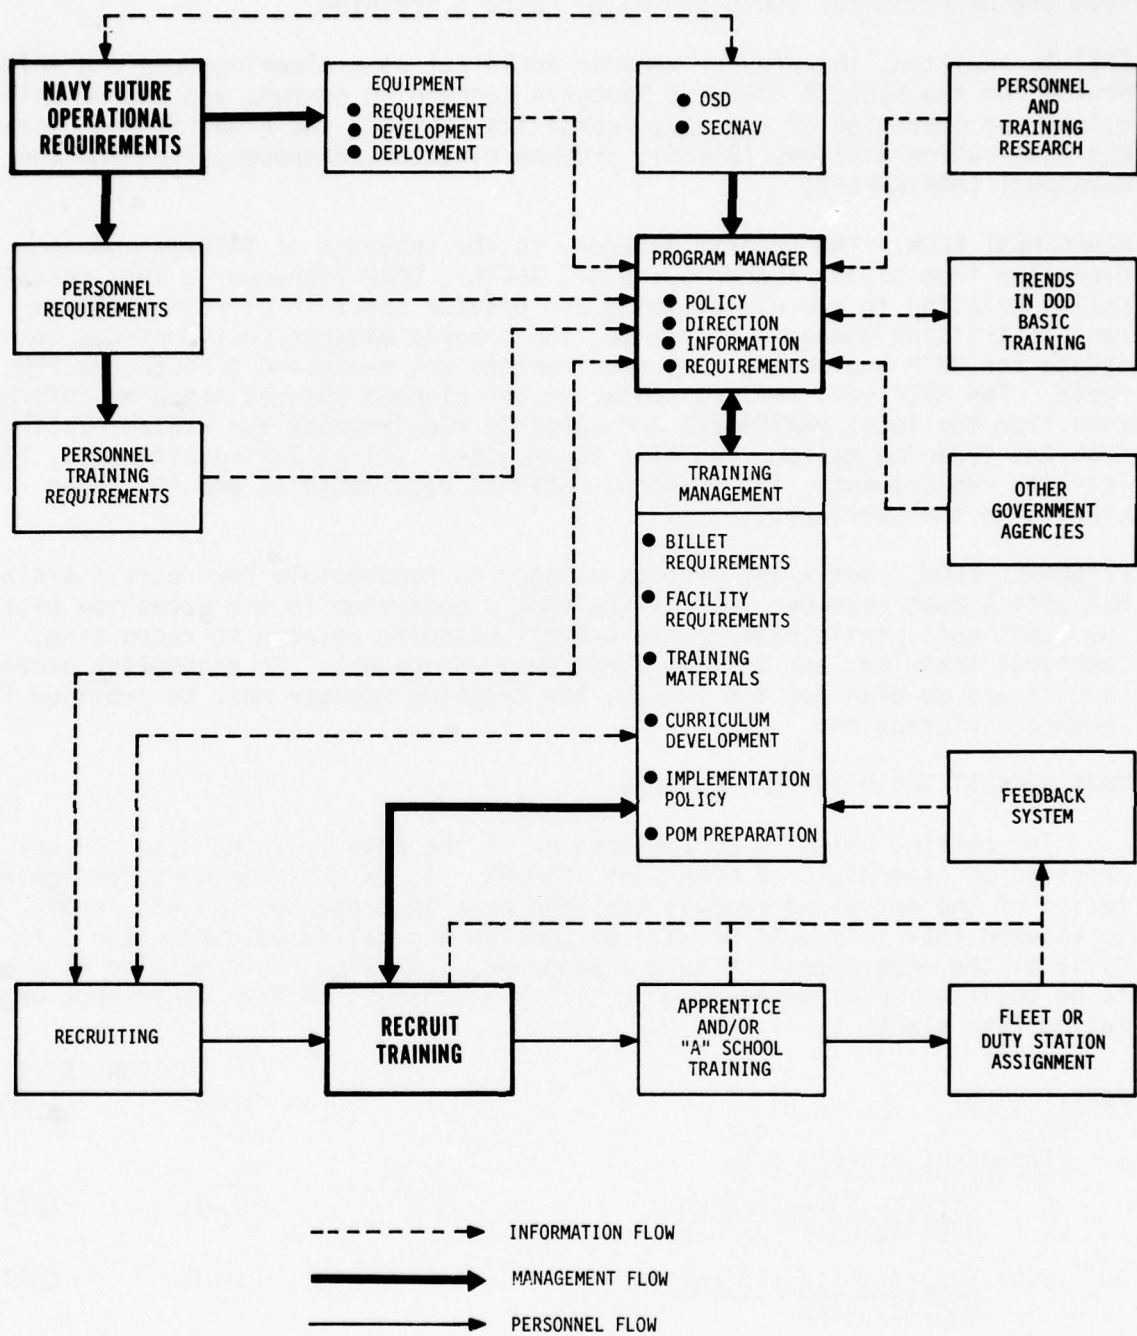 NAVY FUTURE
OPERATIONAL
REQUIREMENTS
EQUIPMENT
● REQUIREMENT
● DEVELOPMENT
● DEPLOYMENT
● OSD
● SECNAV
PERSONNEL
AND
TRAINING
RESEARCH
PERSONNEL
REQUIREMENTS
PROGRAM MANAGER
● POLICY
● DIRECTION
● INFORMATION
● REQUIREMENTS
TRENDS
IN DOD
BASIC
TRAINING
PERSONNEL
TRAINING
REQUIREMENTS
TRAINING
MANAGEMENT
● BILLET
REQUIREMENTS
● FACILITY
REQUIREMENTS
● TRAINING
MATERIALS
● CURRICULUM
DEVELOPMENT
● IMPLEMENTATION
POLICY
● POM PREPARATION
OTHER
GOVERNMENT
AGENCIES
FEEDBACK
SYSTEM
RECRUITING
RECRUIT
TRAINING
APPRENTICE
AND/OR
"A" SCHOOL
TRAINING
FLEET OR
DUTY STATION
ASSIGNMENT
INFORMATION FLOW
MANAGEMENT FLOW
PERSONNEL FLOW